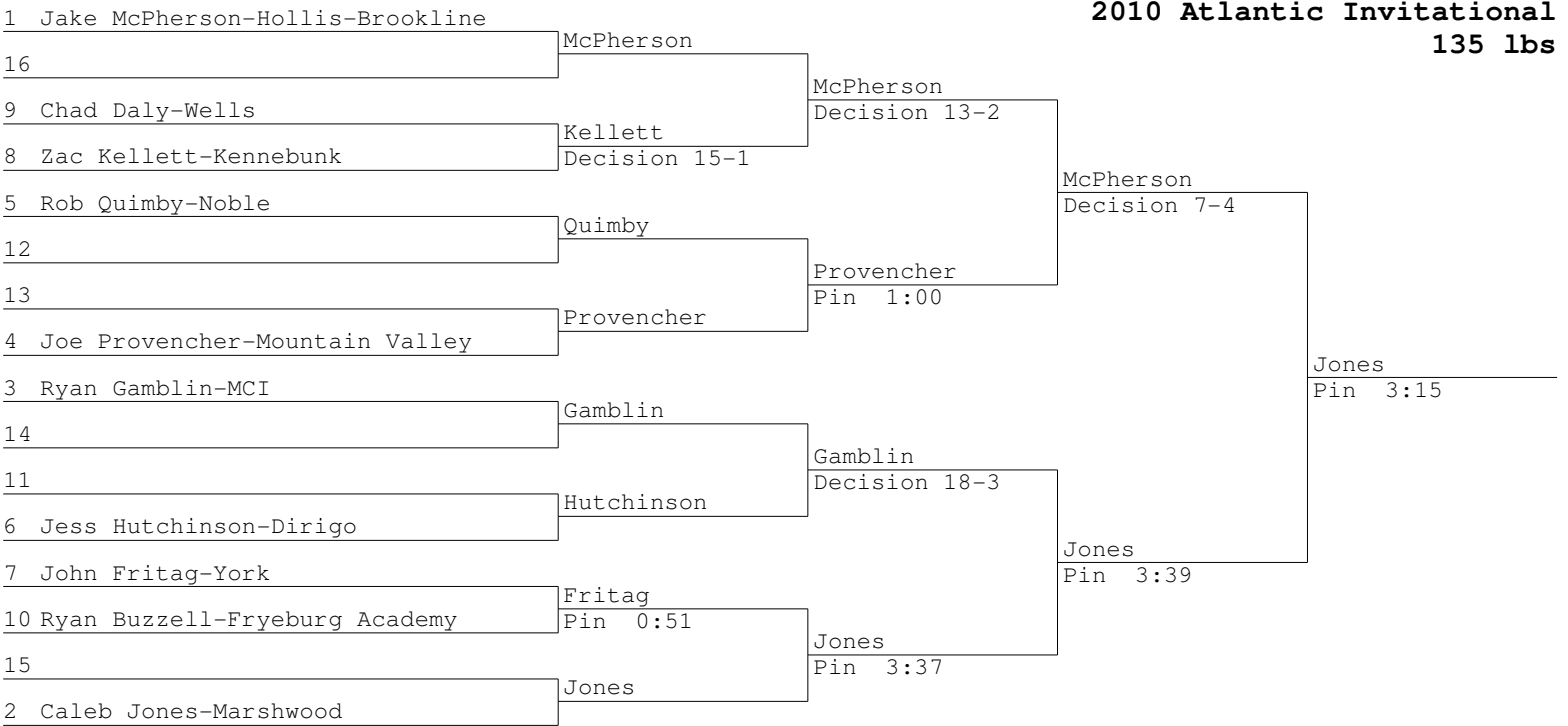 2010 Atlantic Invitational
135 lbs
1 Jake McPherson-Hollis-Brookline
16
9 Chad Daly-Wells
8 Zac Kellett-Kennebunk
5 Rob Quimby-Noble
12
13
4 Joe Provencher-Mountain Valley
3 Ryan Gamblin-MCI
14
11
6 Jess Hutchinson-Dirigo
7 John Fritag-York
10 Ryan Buzzell-Fryeburg Academy
15
2 Caleb Jones-Marshwood
McPherson
Kellett
Decision 15-1
Quimby
Provencher
Gamblin
Hutchinson
Fritag
Pin 0:51
Jones
McPherson
Decision 13-2
Provencher
Pin 1:00
Gamblin
Decision 18-3
Jones
Pin 3:37
McPherson
Decision 7-4
Jones
Pin 3:39
Jones
Pin 3:15